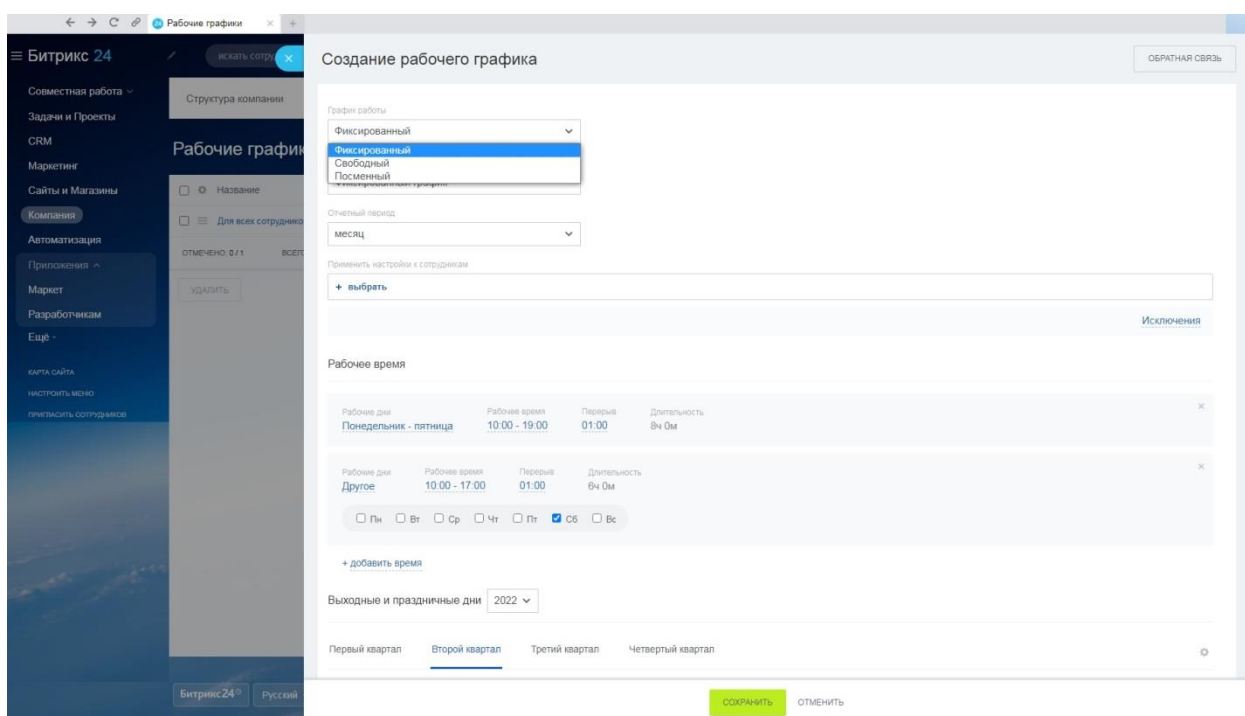 Рабочие графики
Битрикс 24
искать сотру
Совместная работа
Задачи и Проекты
CRM
Маркетинг
Сайты и Магазины
Компания
Автоматизация
Приложения
Маркет
Разработчикам
Ещё
КАРТА САЙТА
НАСТРОИТЬ МЕНЮ
ПРИГЛАСИТЬ СОТРУДНИКОВ
Структура компании
Рабочие график
Название
Для всех сотруднико
ОТМЕЧЕНО: 0 / 1 ВСЕГО
УДАЛИТЬ
Битрикс24 Русский
Создание рабочего графика
ОБРАТНАЯ СВЯЗЬ
График работы
Фиксированный
Фиксированный
Свободный
Посменный
Фиксированный график
Отчетный период
месяц
Применить настройки к сотрудникам
+ выбрать
Исключения
Рабочее время
Рабочие дни Рабочее время Перерыв Длительность
Понедельник - пятница 10:00 - 19:00 01:00 8ч 0м
Рабочие дни Рабочее время Перерыв Длительность
Другое 10:00 - 17:00 01:00 6ч 0м
Пн Вт Ср Чт Пт Сб Вс
+ добавить время
Выходные и праздничные дни 2022
Первый квартал Второй квартал Третий квартал Четвертый квартал
СОХРАНИТЬ ОТМЕНИТЬ